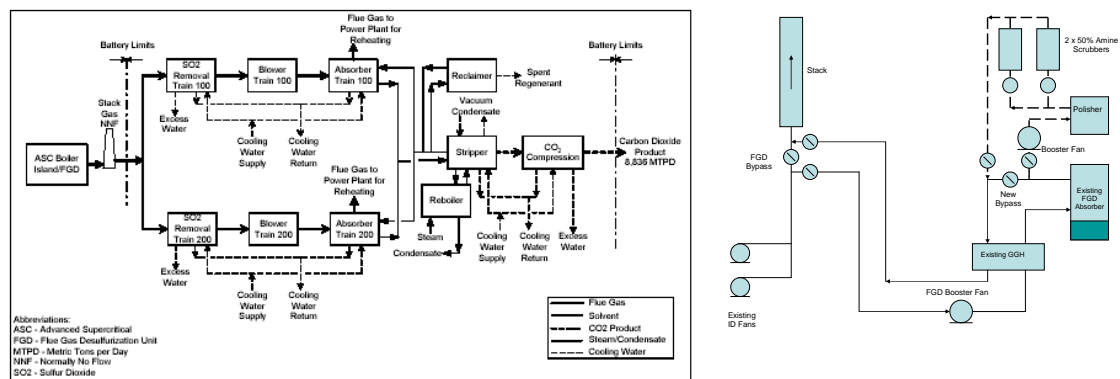 Flue Gas to
Power Plant for
Reheating
Battery Limits
Battery Limits
SO2
Removal
Train 100
Blower
Train 100
Absorber
Train 100
Reclaimer
Spent
Regenerant
Stack
Gas
NNF
Excess
Water
Cooling
Water
Supply
Cooling
Water
Return
Vacuum
Condensate
ASC Boiler
Island/FGD
Stripper
CO2
Compression
Carbon Dioxide
Product
8,836 MTPD
Flue Gas to
Power Plant for
Reheating
Reboiler
SO2
Removal
Train 200
Blower
Train 200
Absorber
Train 200
Steam
Condensate
Cooling
Water
Supply
Cooling
Water
Return
Excess
Water
Excess
Water
Cooling
Water
Supply
Cooling
Water
Return
Flue Gas
Solvent
CO2 Product
Steam/Condensate
Cooling Water
Abbreviations:
ASC - Advanced Supercritical
FGD - Flue Gas Desulfurization Unit
MTPD - Metric Tons per Day
NNF - Normally No Flow
SO2 - Sulfur Dioxide
2 x 50% Amine
Scrubbers
Stack
Polisher
Booster Fan
FGD
Bypass
New
Bypass
Existing
FGD
Absorber
Existing GGH
FGD Booster Fan
Existing
ID Fans